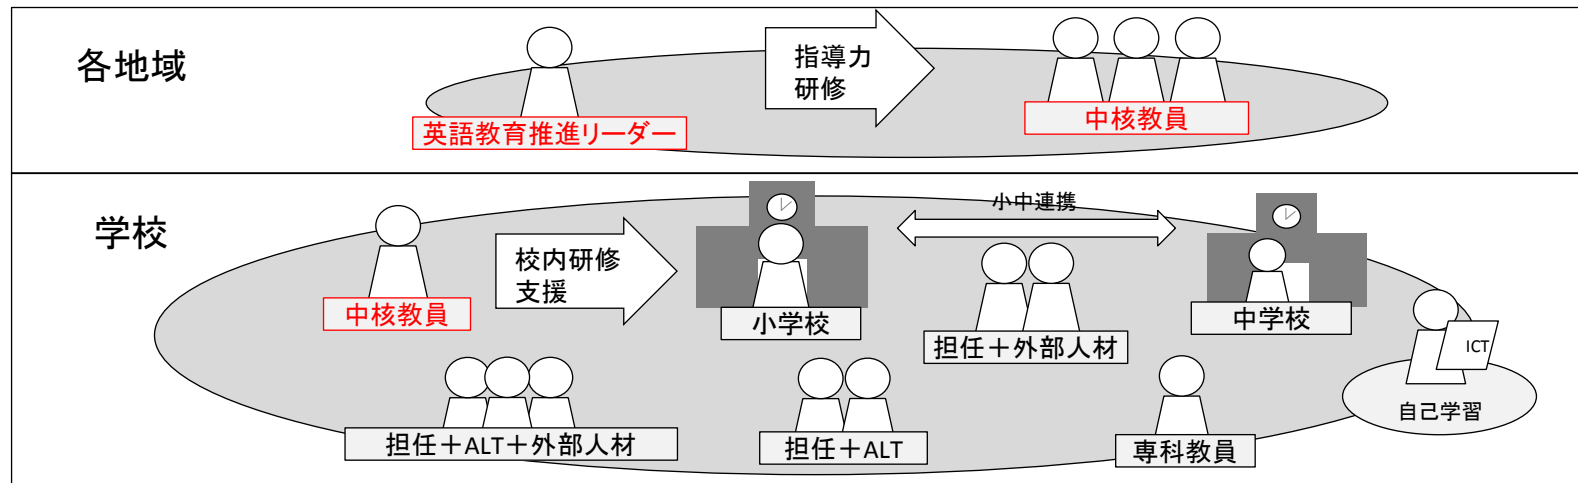 各地域
指導力
研修
英語教育推進リーダー
中核教員
学校
小中連携
校内研修
支援
中核教員
小学校
中学校
担任＋外部人材
ICT
自己学習
担任＋ALT＋外部人材
担任＋ALT
専科教員